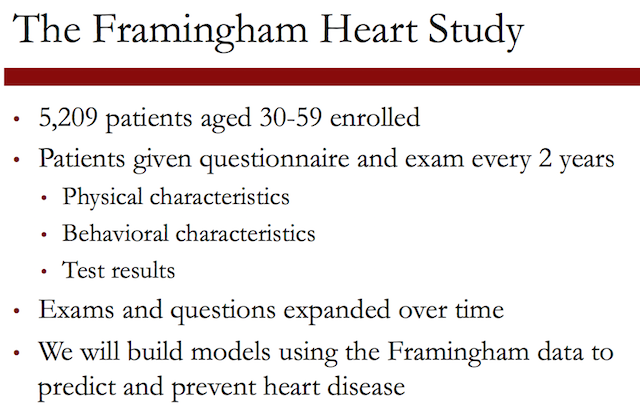 The Framingham Heart Study
• 5,209 patients aged 30-59 enrolled
• Patients given questionnaire and exam every 2 years
• Physical characteristics
• Behavioral characteristics
• Test results
• Exams and questions expanded over time
• We will build models using the Framingham data to
predict and prevent heart disease